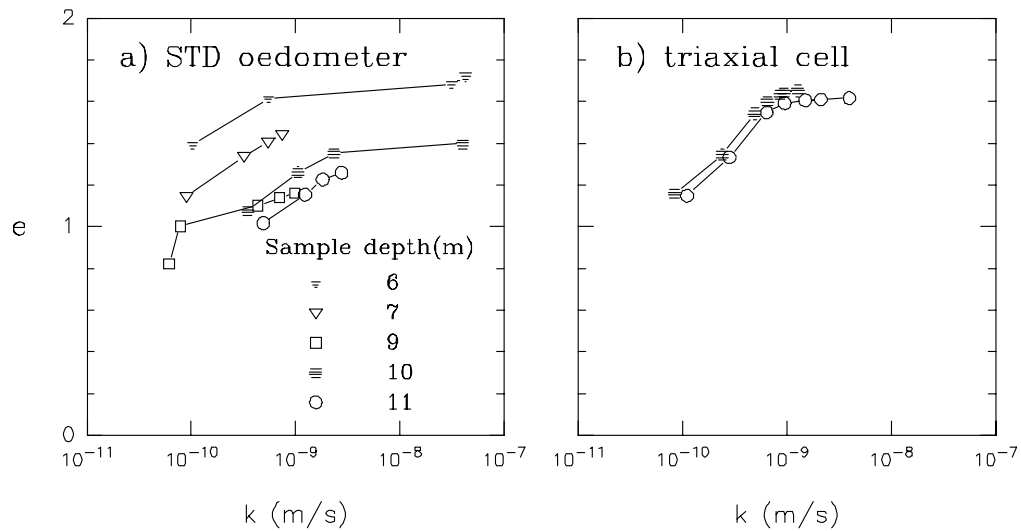 2
a) STD oedometer
b) triaxial cell
e
1
Sample depth(m)
6
7
9
10
11
0
10^-11 10^-10 10^-9 10^-8 10^-7
10^-11 10^-10 10^-9 10^-8 10^-7
k (m/s)
k (m/s)